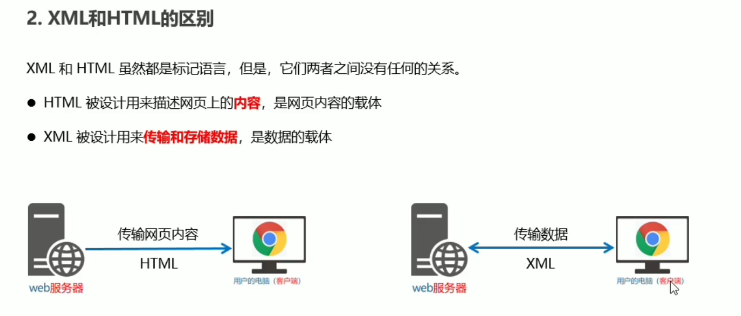 2. XML和HTML的区别
XML 和 HTML 虽然都是标记语言，但是，它们两者之间没有任何的关系。
● HTML 被设计用来描述网页上的内容，是网页内容的载体
● XML 被设计用来传输和存储数据，是数据的载体
传输网页内容
HTML
web服务器
用户的电脑（客户端）
传输数据
XML
web服务器
用户的电脑（客户端）